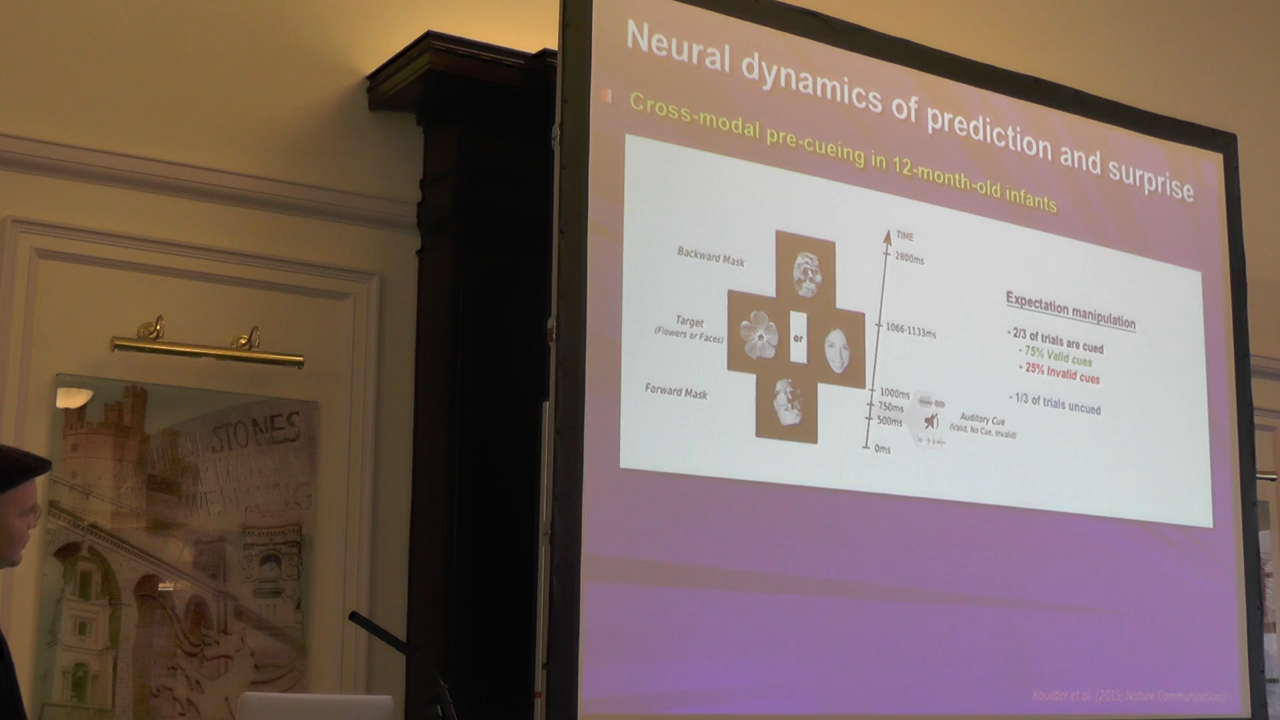 Neural dynamics of prediction and surprise
Cross-modal pre-cueing in 12-month-old infants
Backward Mask
Target
(Flowers or Faces)
Forward Mask
or
TIME
2800ms
1066-1133ms
1000ms
750ms
500ms
0ms
Auditory Cue
(Valid, No Cue, Invalid)
Expectation manipulation
- 2/3 of trials are cued
- 75% Valid cues
- 25% Invalid cues
- 1/3 of trials uncued
Kouider et al. (2015, Nature Communications)
STONES